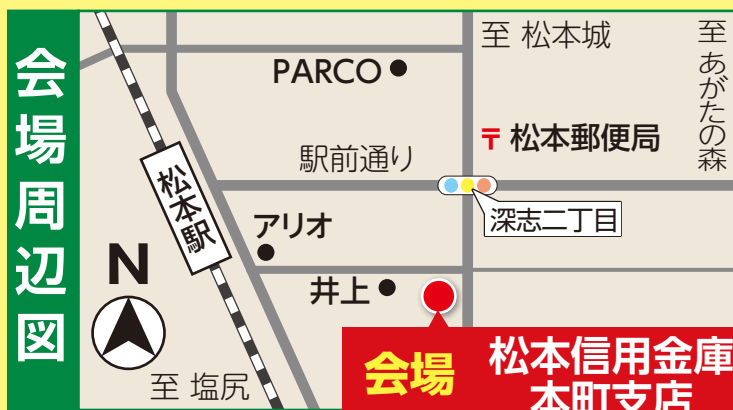 会場周辺図
至 松本城
至 あがたの森
PARCO
〒 松本郵便局
駅前通り
松本駅
深志二丁目
アリオ
N
井上
至 塩尻
会場
松本信用金庫
本町支店